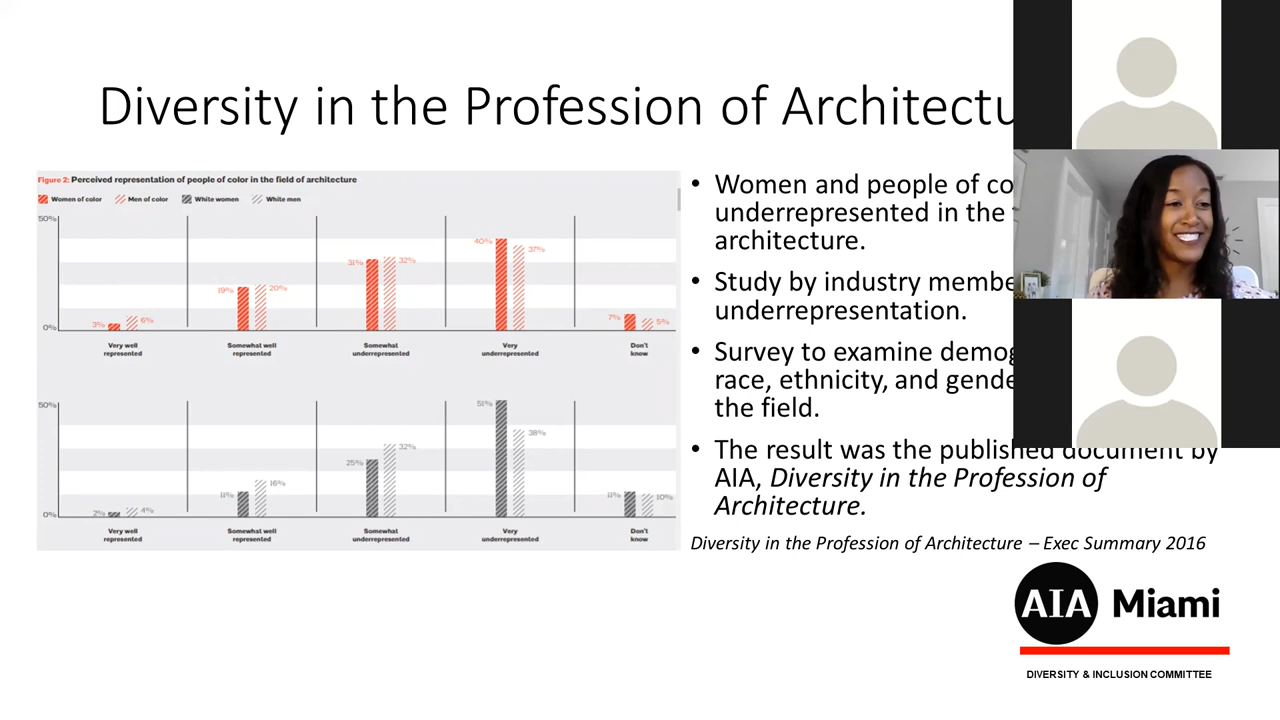 Diversity in the Profession of Architectu
Figure 2: Perceived representation of people of color in the field of architecture
Women of color Men of color White women White men
50%
40%
37%
31%
32%
19%
20%
3%
6%
7%
5%
0%
Very well represented
Somewhat well represented
Somewhat underrepresented
Very underrepresented
Don't know
50%
51%
38%
25%
32%
11%
16%
2%
4%
11%
10%
0%
Very well represented
Somewhat well represented
Somewhat underrepresented
Very underrepresented
Don't know
• Women and people of co
underrepresented in the
architecture.
• Study by industry membe
underrepresentation.
• Survey to examine demog
race, ethnicity, and gende
the field.
• The result was the published document by
AIA, Diversity in the Profession of
Architecture.
Diversity in the Profession of Architecture – Exec Summary 2016
AIA Miami
DIVERSITY & INCLUSION COMMITTEE